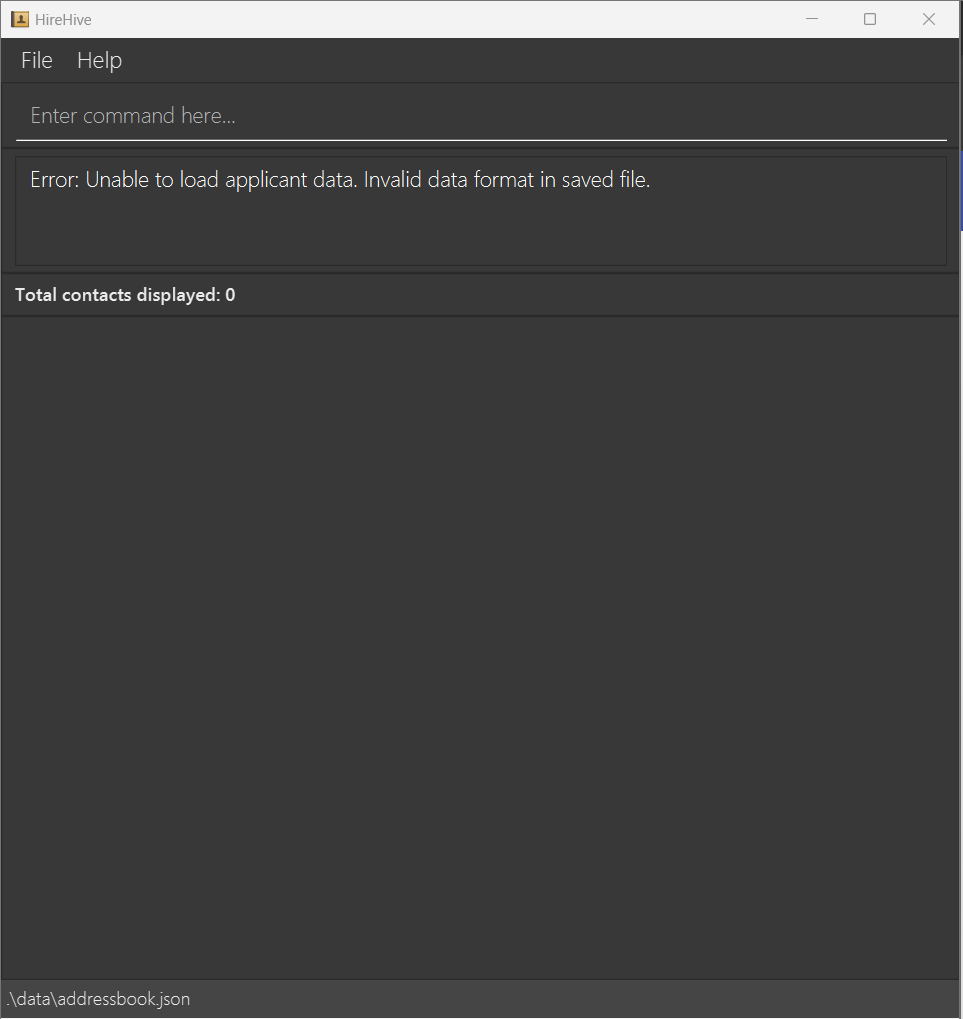 HireHive
File Help
Enter command here...
Error: Unable to load applicant data. Invalid data format in saved file.
Total contacts displayed: 0
.\data\addressbook.json